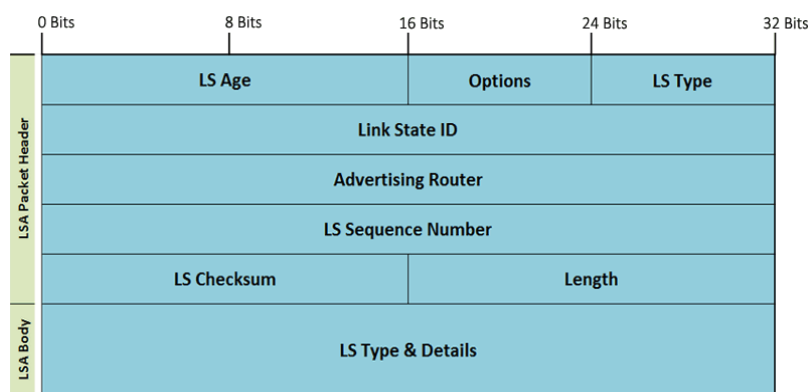 0 Bits 8 Bits 16 Bits 24 Bits 32 Bits
LSA Packet Header
LS Age Options LS Type
Link State ID
Advertising Router
LS Sequence Number
LS Checksum Length
LSA Body
LS Type & Details